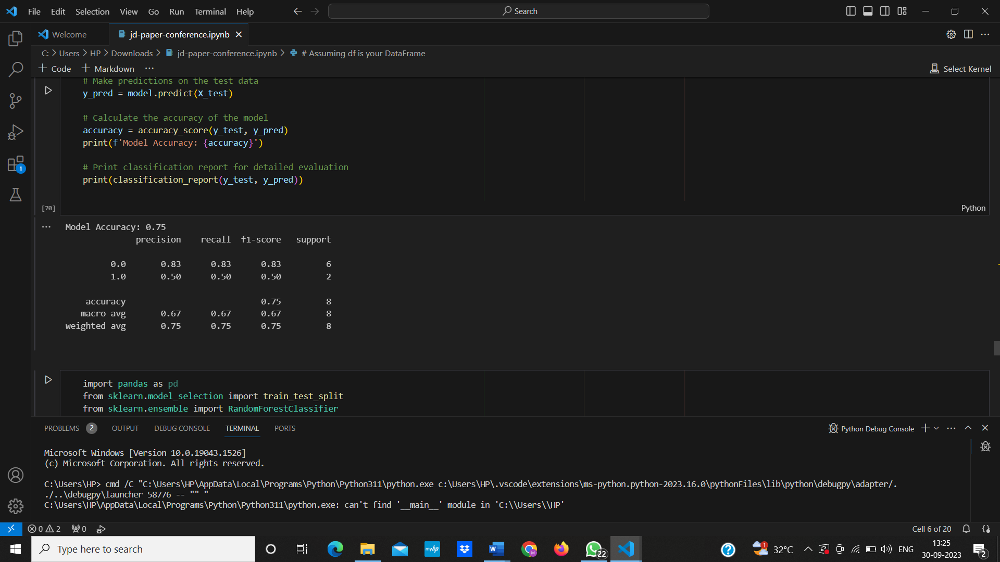 File Edit Selection View Go Run Terminal Help
Search
Welcome
jd-paper-conference.ipynb
C: > Users > HP > Downloads > jd-paper-conference.ipynb > # Assuming df is your DataFrame
+ Code + Markdown ...
Select Kernel
# Make predictions on the test data
y_pred = model.predict(X_test)
# Calculate the accuracy of the model
accuracy = accuracy_score(y_test, y_pred)
print(f'Model Accuracy: {accuracy}')
# Print classification report for detailed evaluation
print(classification_report(y_test, y_pred))
[70]
Python
... Model Accuracy: 0.75
precision recall f1-score support
0.0 0.83 0.83 0.83 6
1.0 0.50 0.50 0.50 2
accuracy 0.75 8
macro avg 0.67 0.67 0.67 8
weighted avg 0.75 0.75 0.75 8
import pandas as pd
from sklearn.model_selection import train_test_split
from sklearn.ensemble import RandomForestClassifier
PROBLEMS 2 OUTPUT DEBUG CONSOLE TERMINAL PORTS
Python Debug Console
Microsoft Windows [Version 10.0.19043.1526]
(c) Microsoft Corporation. All rights reserved.
C:\Users\HP> cmd /C "C:\Users\HP\AppData\Local\Programs\Python\Python311\python.exe c:\Users\HP\.vscode\extensions\ms-python.python-2023.16.0\pythonFiles\lib\python\debugpy\adapter/.
./..\debugpy\launcher 58776 -- "" "
C:\Users\HP\AppData\Local\Programs\Python\Python311\python.exe: can't find '__main__' module in 'C:\\Users\\HP'
1
0 2 0
Cell 6 of 20
Type here to search
myhp
W
M
22
1
32°C
ENG
13:25
30-09-2023
2